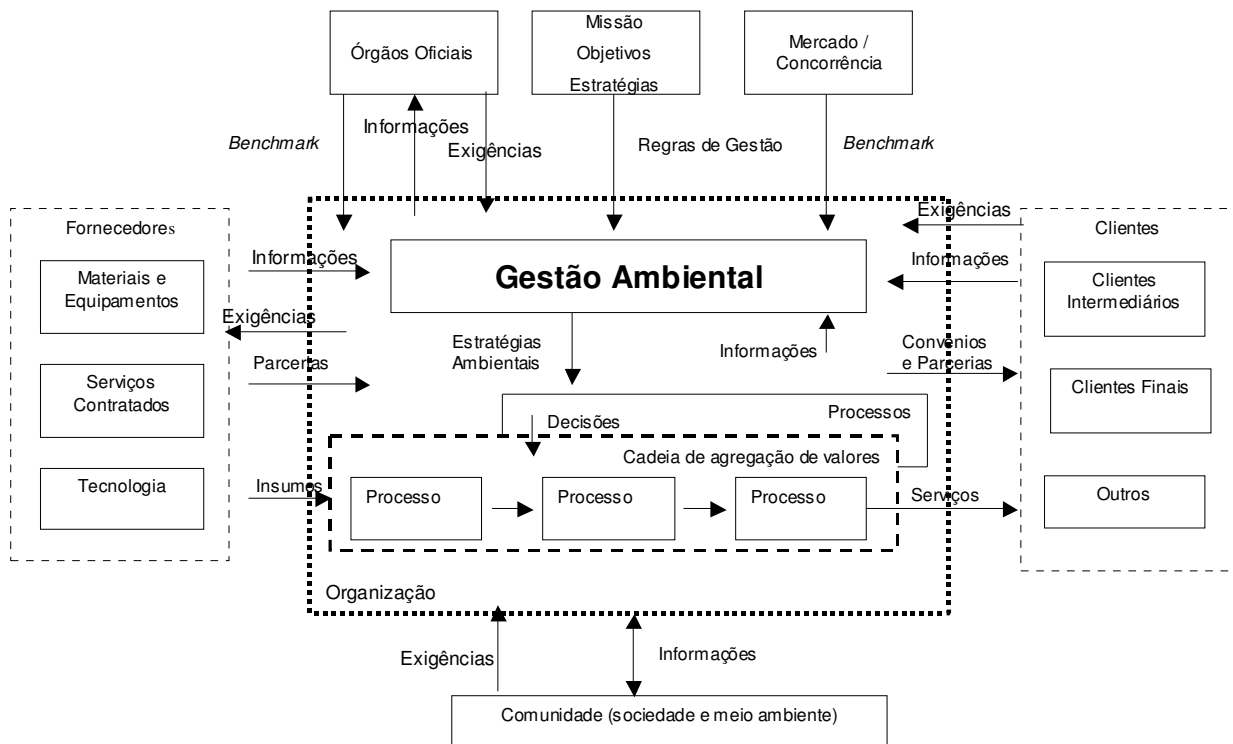 Órgãos Oficiais
Missão
Objetivos
Estratégias
Mercado /
Concorrência
Benchmark
Informações
Exigências
Regras de Gestão
Benchmark
Fornecedores
Materiais e
Equipamentos
Serviços
Contratados
Tecnologia
Informações
Exigências
Parcerias
Insumos
Gestão Ambiental
Estratégias
Ambientais
Informações
Processos
Decisões
Cadeia de agregação de valores
Processo
Processo
Processo
Organização
Exigências
Informações
Convenios
e Parcerias
Serviços
Clientes
Clientes
Intermediários
Clientes Finais
Outros
Exigências
Informações
Comunidade (sociedade e meio ambiente)